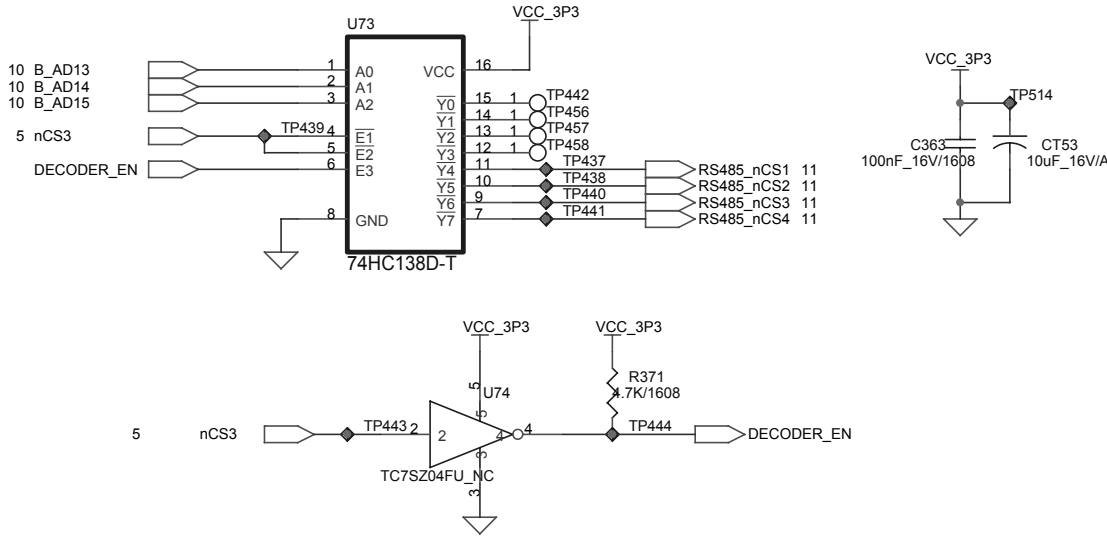 VCC_3P3
U73
10 B_AD13 1 A0 VCC 16
10 B_AD14 2 A1
10 B_AD15 3 A2 Y0 15 1 TP442
Y1 14 1 TP456
5 nCS3 TP439 4 E1 Y2 13 1 TP457
5 E2 Y3 12 1 TP458
DECODER_EN 6 E3 Y4 11 TP437 RS485_nCS1 11
Y5 10 TP438 RS485_nCS2 11
Y6 9 TP440 RS485_nCS3 11
8 GND Y7 7 TP441 RS485_nCS4 11
74HC138D-T
VCC_3P3
TP514
C363
100nF_16V/1608
CT53
10uF_16V/A
VCC_3P3 VCC_3P3
5 U74
5
R371
4.7K/1608
5 nCS3 TP443 2 2 4 4 TP444 DECODER_EN
3
TC7SZ04FU_NC
3